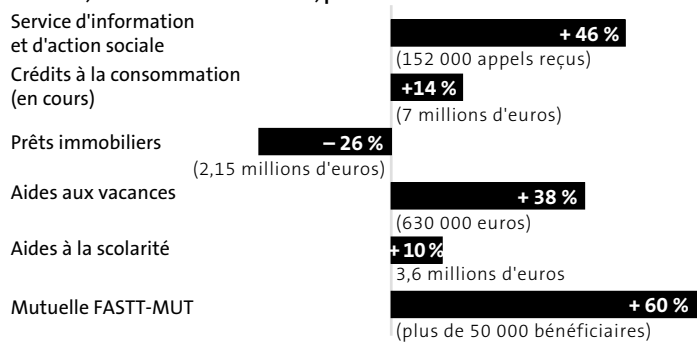 Service d'information
et d'action sociale
+ 46 %
(152 000 appels reçus)
Crédits à la consommation
(en cours)
+14 %
(7 millions d'euros)
Prêts immobiliers
– 26 %
(2,15 millions d'euros)
Aides aux vacances
+ 38 %
(630 000 euros)
Aides à la scolarité
+ 10 %
3,6 millions d'euros
Mutuelle FASTT-MUT
+ 60 %
(plus de 50 000 bénéficiaires)